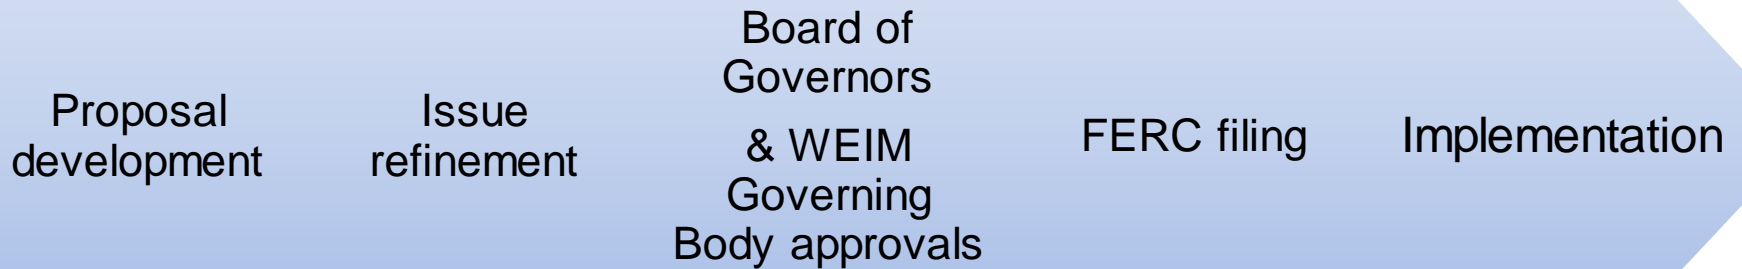 Proposal
development
Issue
refinement
Board of
Governors
& WEIM
Governing
Body approvals
FERC filing
Implementation